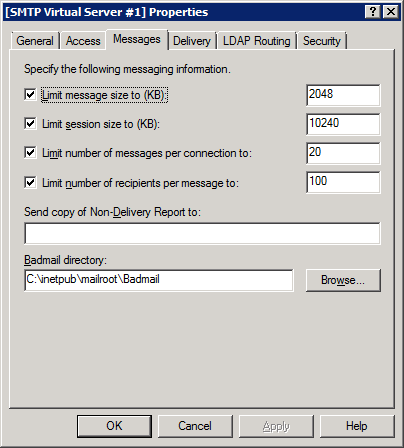 [SMTP Virtual Server #1] Properties
General Access Messages Delivery LDAP Routing Security
Specify the following messaging information.
Limit message size to (KB): 2048
Limit session size to (KB): 10240
Limit number of messages per connection to: 20
Limit number of recipients per message to: 100
Send copy of Non-Delivery Report to:
Badmail directory:
C:\inetpub\mailroot\Badmail Browse...
OK Cancel Apply Help